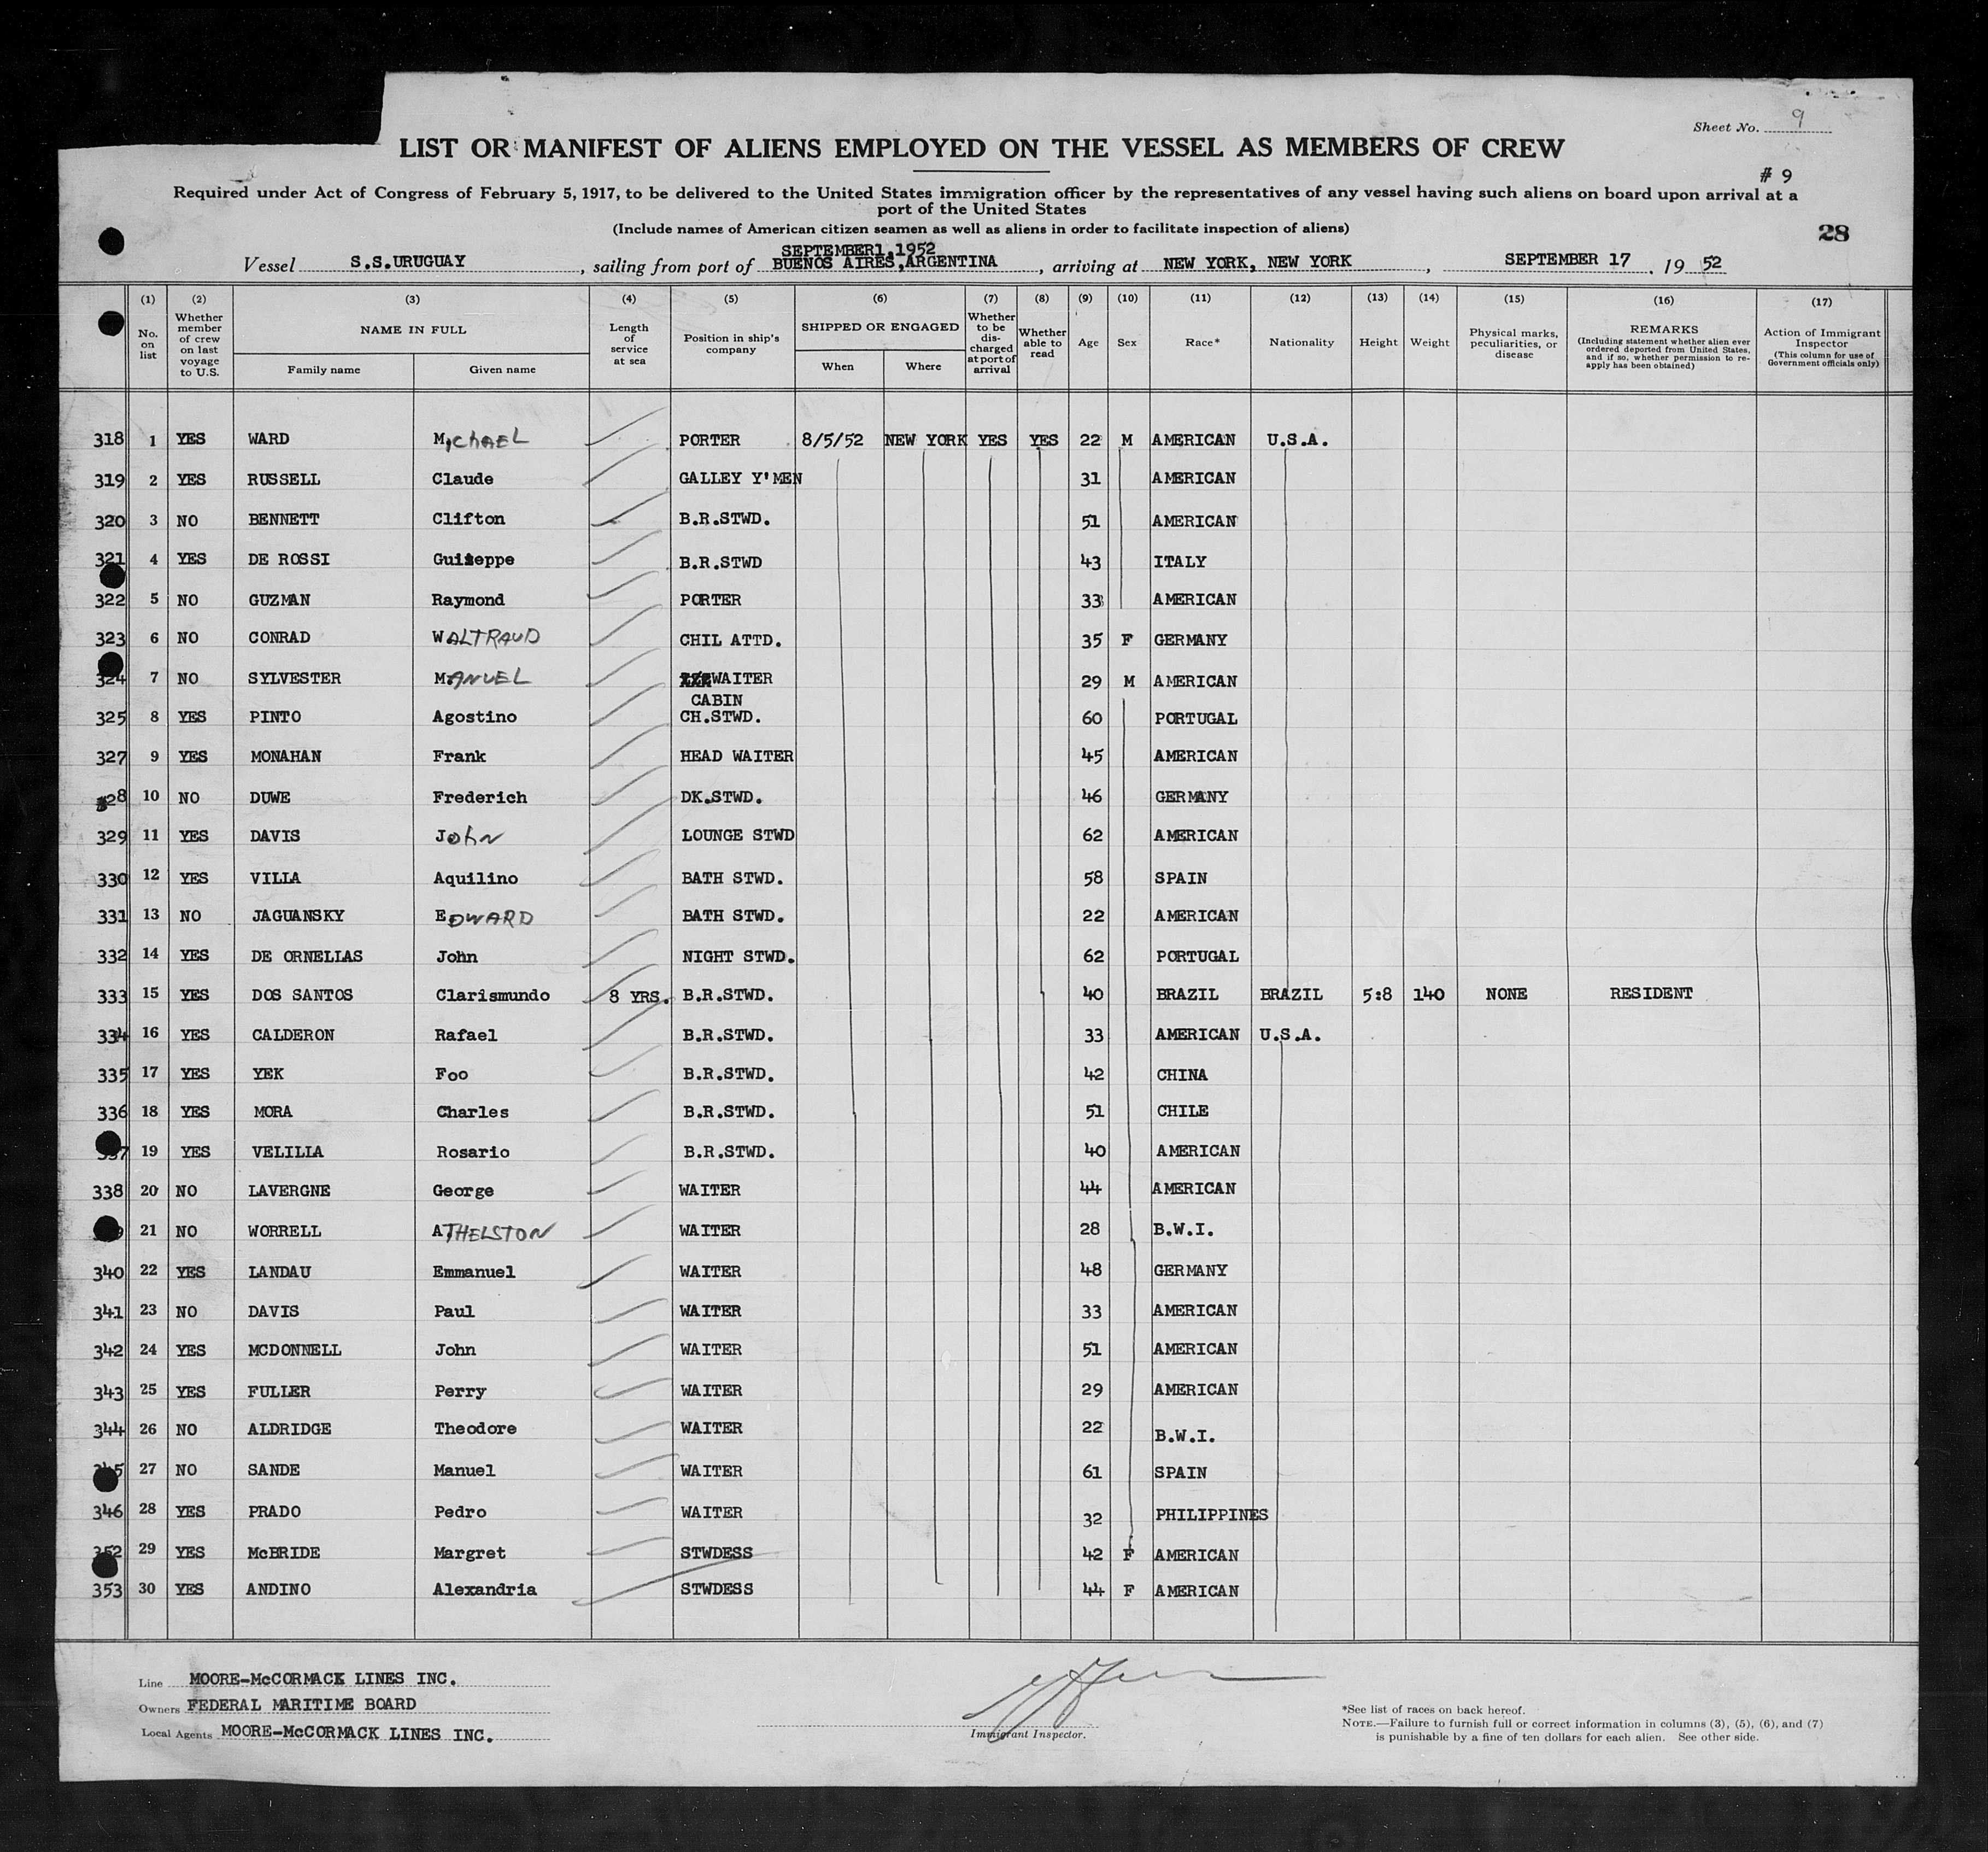 Sheet No. 9
LIST OR MANIFEST OF ALIENS EMPLOYED ON THE VESSEL AS MEMBERS OF CREW
# 9
Required under Act of Congress of February 5, 1917, to be delivered to the United States immigration officer by the representatives of any vessel having such aliens on board upon arrival at a
port of the United States
(Include names of American citizen seamen as well as aliens in order to facilitate inspection of aliens)
28
SEPTEMBER1,1952
Vessel S.S.URUGUAY, sailing from port of BUENOS AIRES,ARGENTINA, arriving at NEW YORK, NEW YORK, SEPTEMBER 17, 19 52
(1) (2) (3) (4) (5) (6) (7) (8) (9) (10) (11) (12) (13) (14) (15) (16) (17)
No. on list
Whether member of crew on last voyage to U.S.
NAME IN FULL
Family name
Given name
Length of service at sea
Position in ship's company
SHIPPED OR ENGAGED
When
Where
Whether to be discharged at port of arrival
Whether able to read
Age
Sex
Race*
Nationality
Height
Weight
Physical marks, peculiarities, or disease
REMARKS
(Including statement whether alien ever ordered deported from United States, and if so, whether permission to re-apply has been obtained)
Action of Immigrant Inspector
(This column for use of Government officials only)
318 1 YES WARD MichAEL PORTER 8/5/52 NEW YORK YES YES 22 M AMERICAN U.S.A.
319 2 YES RUSSELL Claude GALLEY Y'MEN 31 AMERICAN
320 3 NO BENNETT Clifton B.R.STWD. 51 AMERICAN
321 4 YES DE ROSSI Guiseppe B.R.STWD 43 ITALY
322 5 NO GUZMAN Raymond PORTER 33 AMERICAN
323 6 NO CONRAD WALTRAUD CHIL ATTD. 35 F GERMANY
324 7 NO SYLVESTER MANUEL WAITER 29 M AMERICAN
CABIN
325 8 YES PINTO Agostino CH.STWD. 60 PORTUGAL
327 9 YES MONAHAN Frank HEAD WAITER 45 AMERICAN
328 10 NO DUWE Frederich DK.STWD. 46 GERMANY
329 11 YES DAVIS John LOUNGE STWD 62 AMERICAN
330 12 YES VILLA Aquilino BATH STWD. 58 SPAIN
331 13 NO JAGUANSKY EDWARD BATH STWD. 22 AMERICAN
332 14 YES DE ORNELLAS John NIGHT STWD. 62 PORTUGAL
333 15 YES DOS SANTOS Clarismundo 8 YRS. B.R.STWD. 40 BRAZIL BRAZIL 5:8 140 NONE RESIDENT
334 16 YES CALDERON Rafael B.R.STWD. 33 AMERICAN U.S.A.
335 17 YES YEK Foo B.R.STWD. 42 CHINA
336 18 YES MORA Charles B.R.STWD. 51 CHILE
337 19 YES VELILLA Rosario B.R.STWD. 40 AMERICAN
338 20 NO LAVERGNE George WAITER 44 AMERICAN
21 NO WORRELL ATHELSTON WAITER 28 B.W.I.
340 22 YES LANDAU Emmanuel WAITER 48 GERMANY
341 23 NO DAVIS Paul WAITER 33 AMERICAN
342 24 YES MCDONNELL John WAITER 51 AMERICAN
343 25 YES FULLER Perry WAITER 29 AMERICAN
344 26 NO ALDRIDGE Theodore WAITER 22 B.W.I.
345 27 NO SANDE Manuel WAITER 61 SPAIN
346 28 YES PRADO Pedro WAITER 32 PHILIPPINES
352 29 YES McBRIDE Margret STWDESS 42 F AMERICAN
353 30 YES ANDINO Alexandria STWDESS 44 F AMERICAN
Line MOORE-McCORMACK LINES INC.
Owners FEDERAL MARITIME BOARD
Local Agents MOORE-McCORMACK LINES INC.
Immigrant Inspector.
*See list of races on back hereof.
NOTE.—Failure to furnish full or correct information in columns (3), (5), (6), and (7)
is punishable by a fine of ten dollars for each alien. See other side.